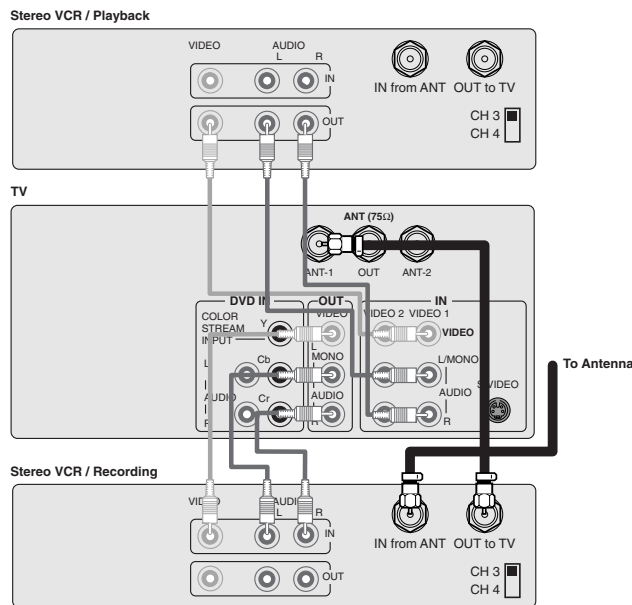 Stereo VCR / Playback
VIDEO AUDIO
L R
IN
IN from ANT OUT to TV
OUT
CH 3
CH 4
TV
ANT (75Ω)
ANT-1 OUT ANT-2
DVD IN OUT IN
COLOR STREAM INPUT
Y
VIDEO
VIDEO 2 VIDEO 1
VIDEO
L
Cb
L
MONO
L/MONO
S-VIDEO
AUDIO
Cr
AUDIO
AUDIO
R
R
R
To Antenna
Stereo VCR / Recording
VIDEO AUDIO
L R
IN
IN from ANT OUT to TV
OUT
CH 3
CH 4